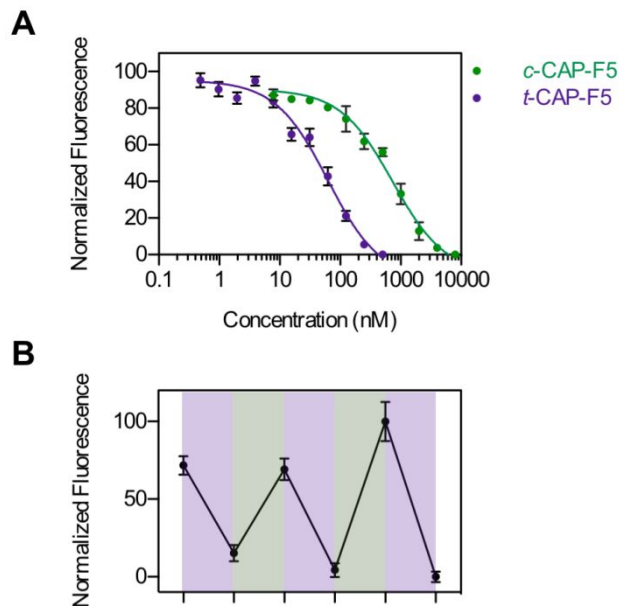 A
Normalized Fluorescence
100
80
60
40
20
0
0.1 1 10 100 1000 10000
Concentration (nM)
c-CAP-F5
t-CAP-F5
B
Normalized Fluorescence
100
50
0